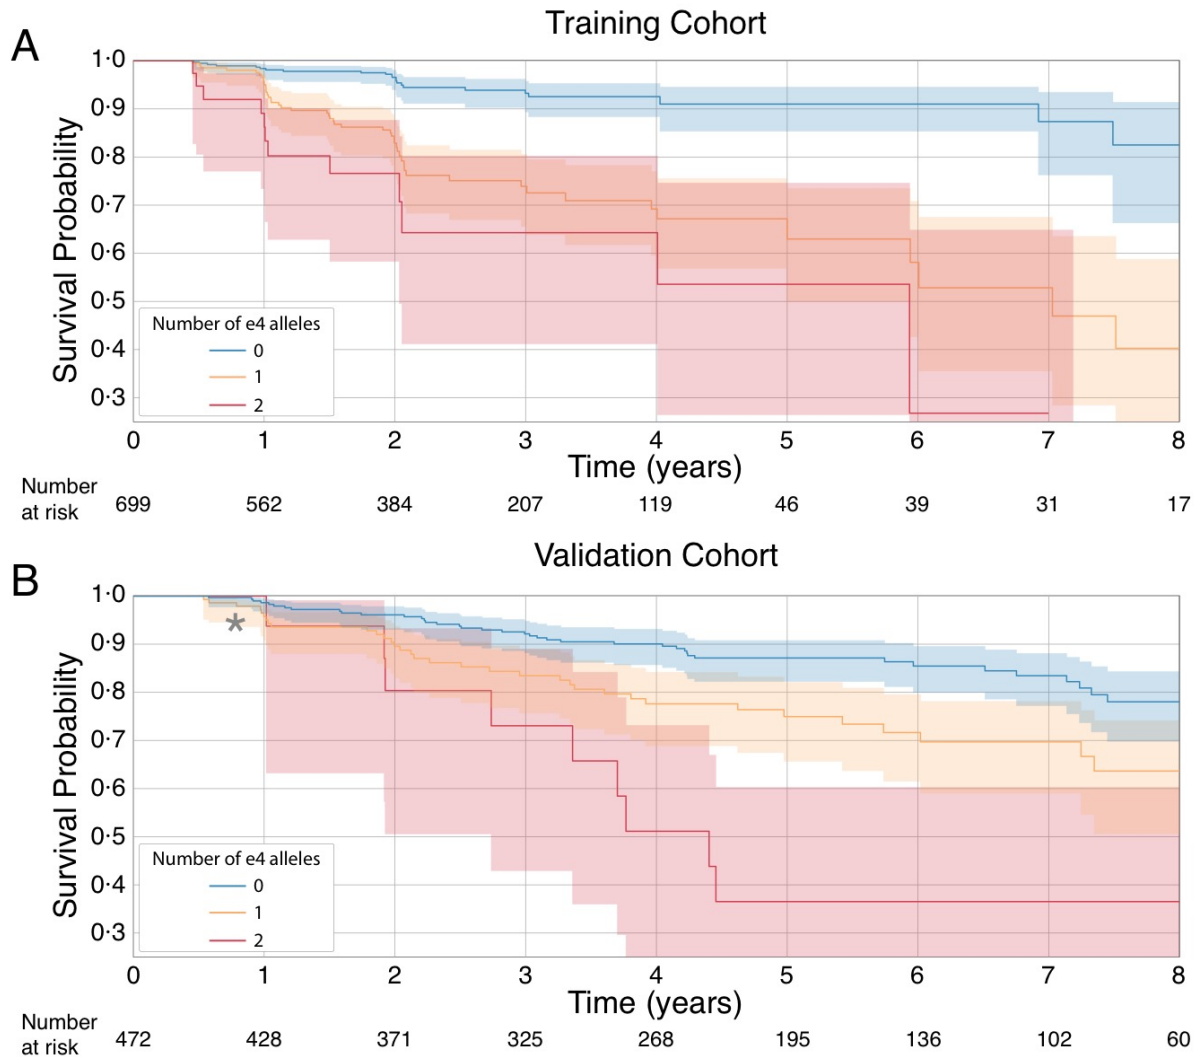 Training Cohort
A
1·0
0·9
0·8
0·7
0·6
0·5
0·4
0·3
Survival Probability
Number of e4 alleles
0
1
2
0 1 2 3 4 5 6 7 8
Time (years)
Number
at risk
699 562 384 207 119 46 39 31 17
Validation Cohort
B
1·0
0·9
0·8
0·7
0·6
0·5
0·4
0·3
Survival Probability
*
Number of e4 alleles
0
1
2
0 1 2 3 4 5 6 7 8
Time (years)
Number
at risk
472 428 371 325 268 195 136 102 60